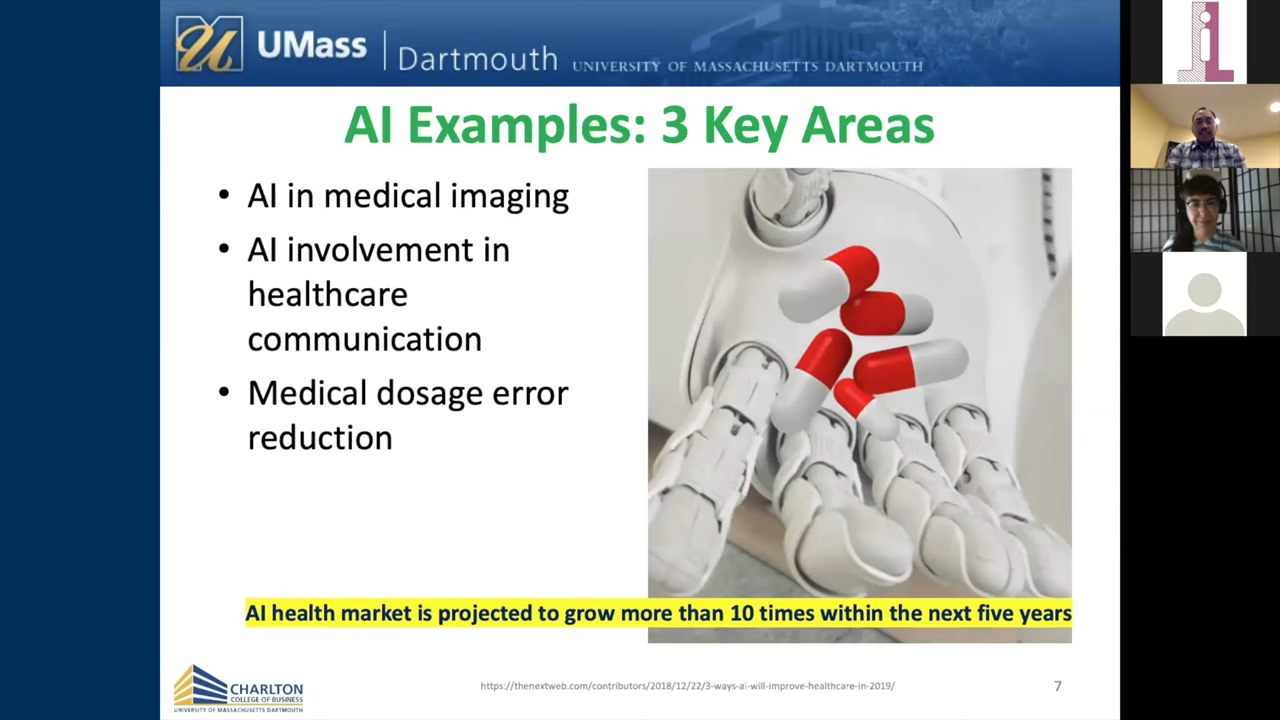 UMass
Dartmouth
UNIVERSITY OF MASSACHUSETTS DARTMOUTH
AI Examples: 3 Key Areas
• AI in medical imaging
• AI involvement in
healthcare
communication
• Medical dosage error
reduction
AI health market is projected to grow more than 10 times within the next five years
CHARLTON
COLLEGE OF BUSINESS
UNIVERSITY OF MASSACHUSETTS DARTMOUTH
https://thenextweb.com/contributors/2018/12/22/3-ways-ai-will-improve-healthcare-in-2019/
7